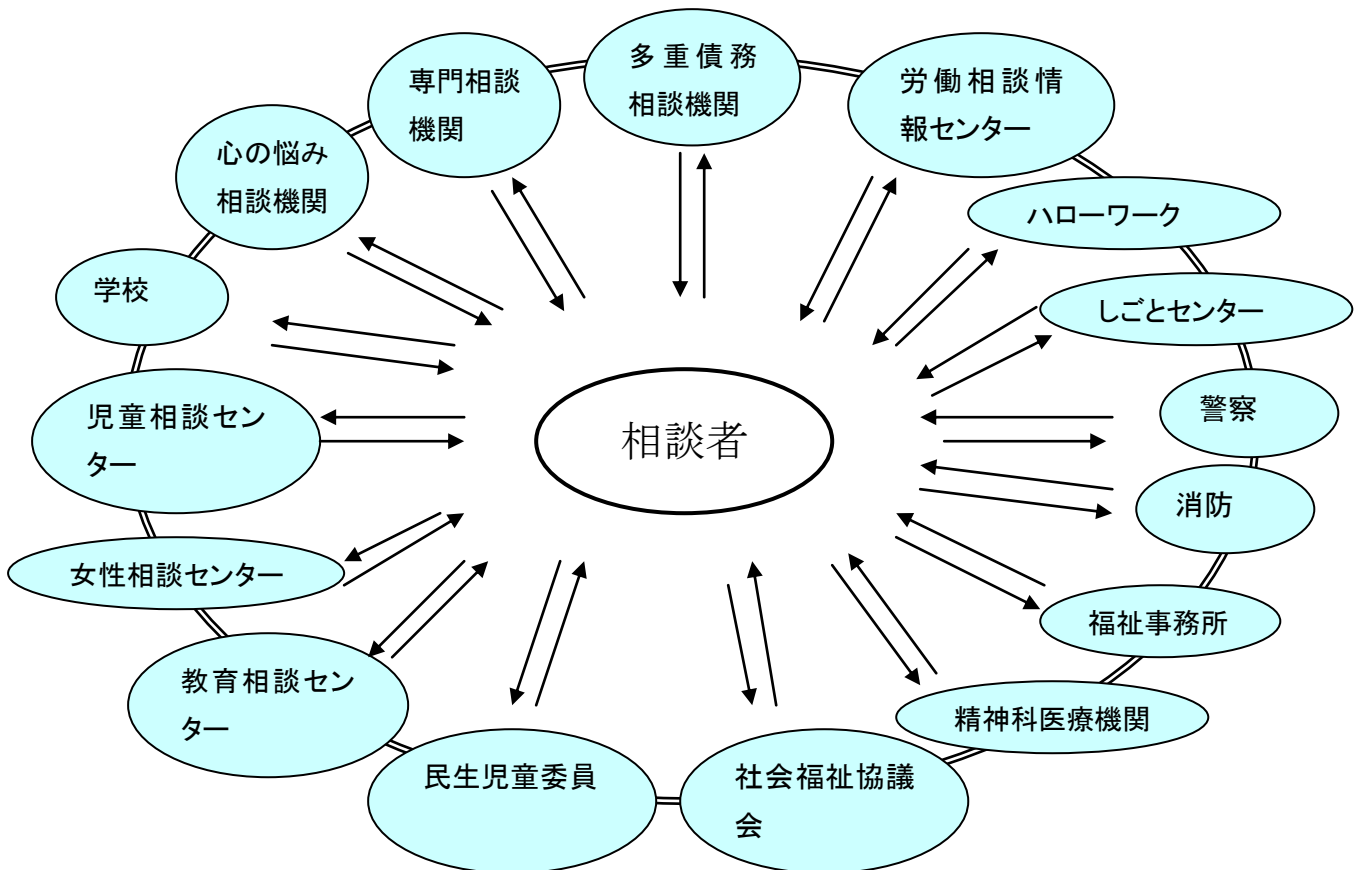 多重債務
相談機関
専門相談
機関
労働相談情
報センター
心の悩み
相談機関
ハローワーク
学校
しごとセンター
児童相談セン
ター
相談者
警察
消防
女性相談センター
福祉事務所
教育相談セン
ター
精神科医療機関
民生児童委員
社会福祉協議
会